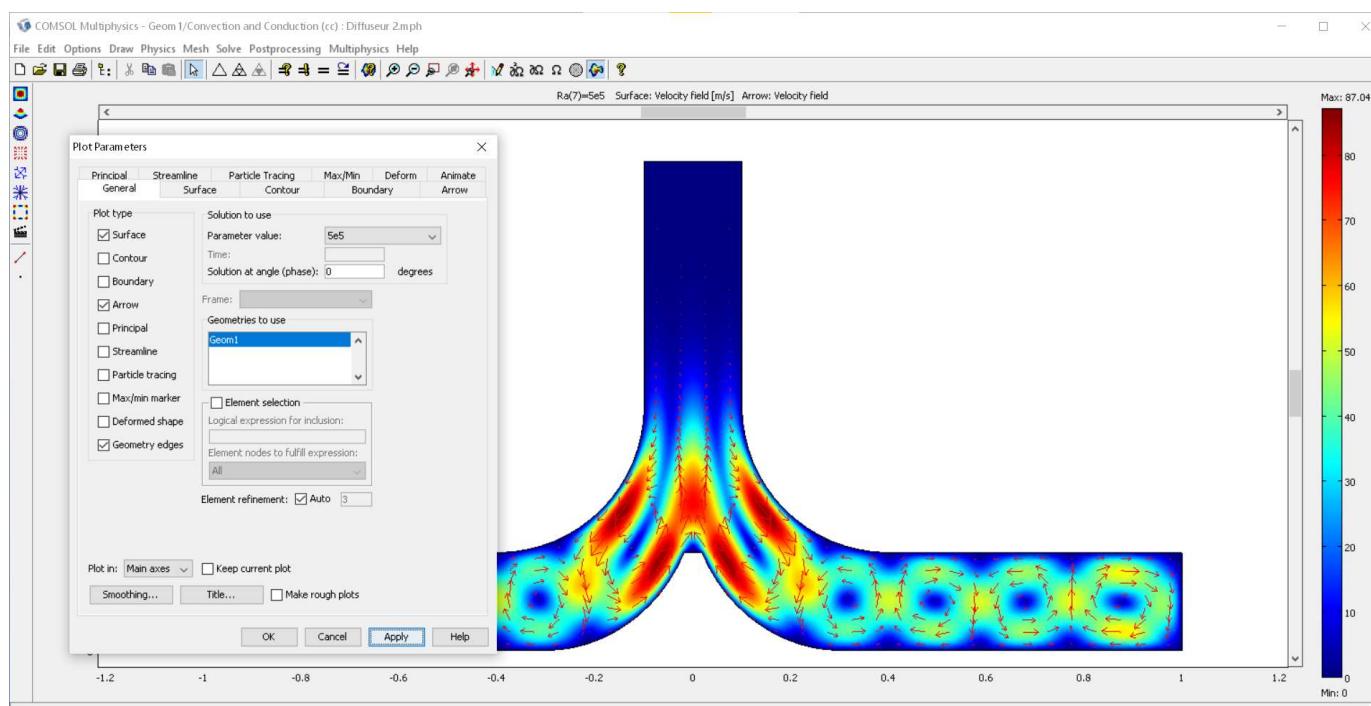 COMSOL Multiphysics - Geom1/Convection and Conduction (cc) : Diffuseur 2.mph
File Edit Options Draw Physics Mesh Solve Postprocessing Multiphysics Help
Ra(7)=5e5 Surface: Velocity field [m/s] Arrow: Velocity field
Max: 87.04
Plot Parameters
Principal Streamline Particle Tracing Max/Min Deform Animate
General Surface Contour Boundary Arrow
Plot type
Surface
Contour
Boundary
Arrow
Principal
Streamline
Particle tracing
Max/min marker
Deformed shape
Geometry edges
Solution to use
Parameter value: 5e5
Time:
Solution at angle (phase): 0 degrees
Frame:
Geometries to use
Geom1
Element selection
Logical expression for inclusion:
Element nodes to fulfill expression:
All
Element refinement: Auto 3
Plot in: Main axes Keep current plot
Smoothing... Title... Make rough plots
OK Cancel Apply Help
80
70
60
50
40
30
20
10
0
Min: 0
-1.2 -1 -0.8 -0.6 -0.4 -0.2 0 0.2 0.4 0.6 0.8 1 1.2